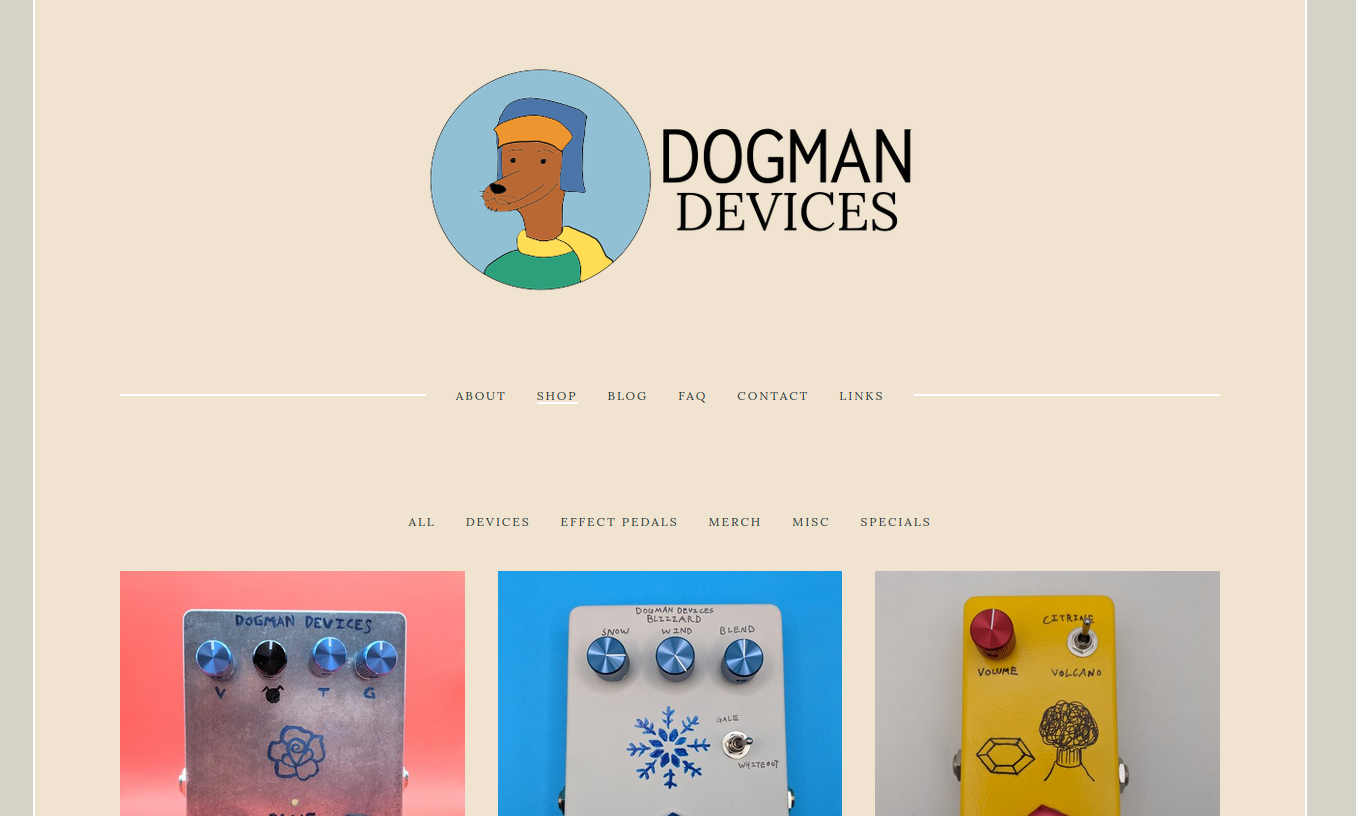 DOGMAN
DEVICES
ABOUT SHOP BLOG FAQ CONTACT LINKS
ALL DEVICES EFFECT PEDALS MERCH MISC SPECIALS
DOGMAN DEVICES
V T G
DOGMAN DEVICES
BLIZZARD
SNOW WIND BLEND
GALE
WHITEOUT
CITRINE
VOLUME VOLCANO